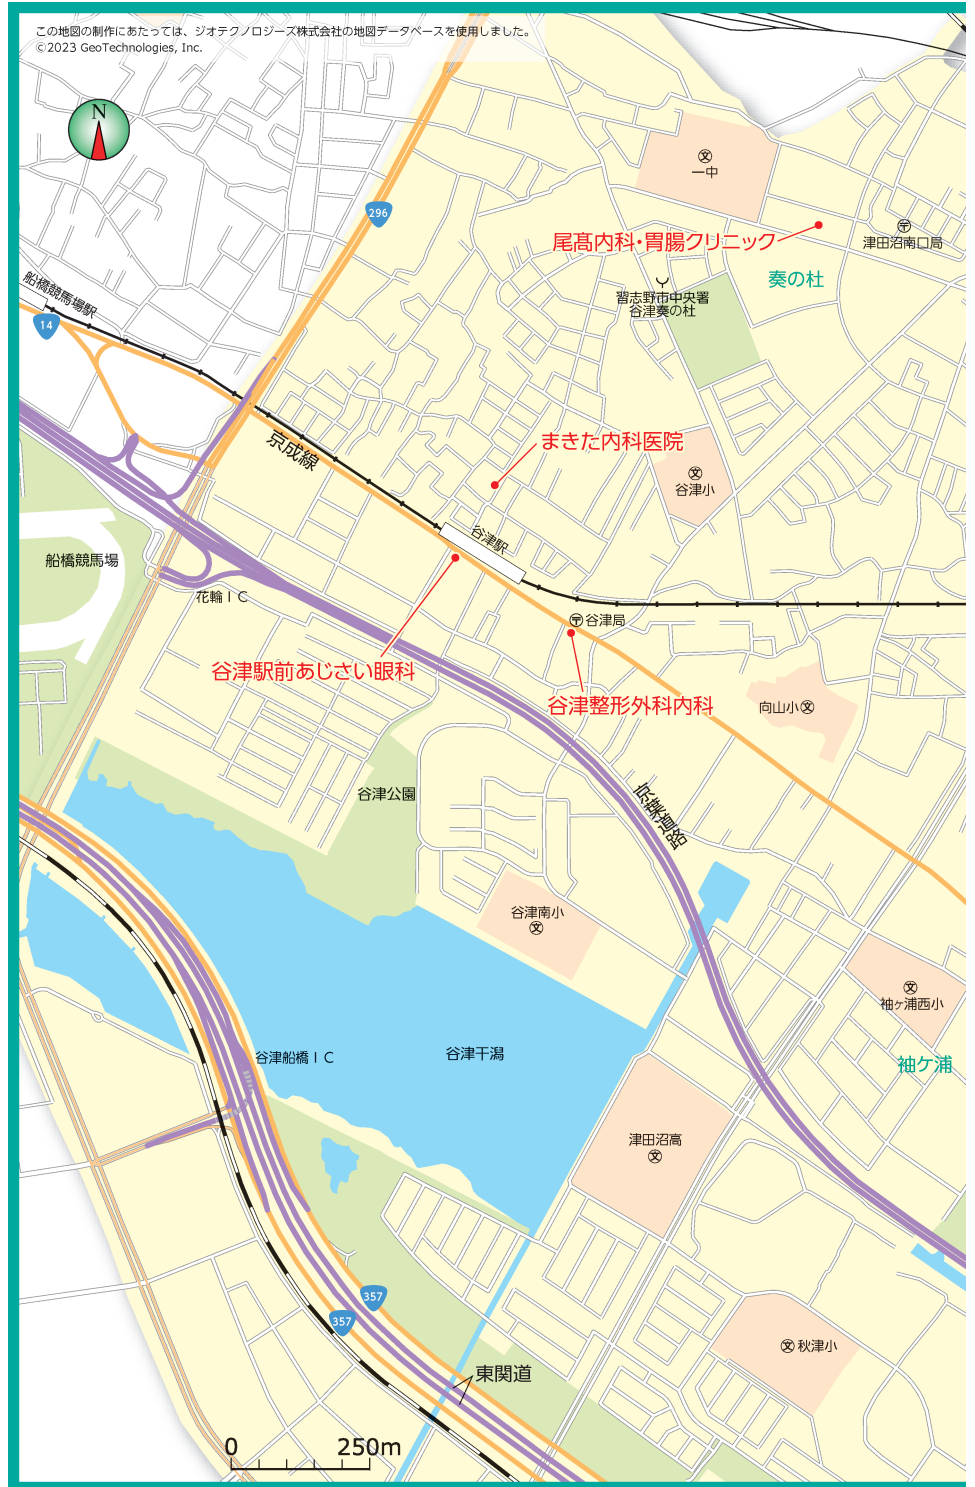 この地図の制作にあたっては、ジオテクノロジーズ株式会社の地図データベースを使用しました。
©2023 GeoTechnologies, Inc.
N
文
一中
296
尾髙内科・胃腸クリニック
津田沼南口局
奏の杜
船橋競馬場駅
習志野市中央署
谷津奏の杜
14
京成線
まきた内科医院
文
谷津小
谷津駅
船橋競馬場
花輪IC
谷津局
谷津駅前あじさい眼科
谷津整形外科内科
向山小文
京葉道路
谷津公園
谷津南小
文
文
袖ヶ浦西小
谷津船橋IC
谷津干潟
袖ケ浦
津田沼高
文
357
357
文秋津小
東関道
0
250m